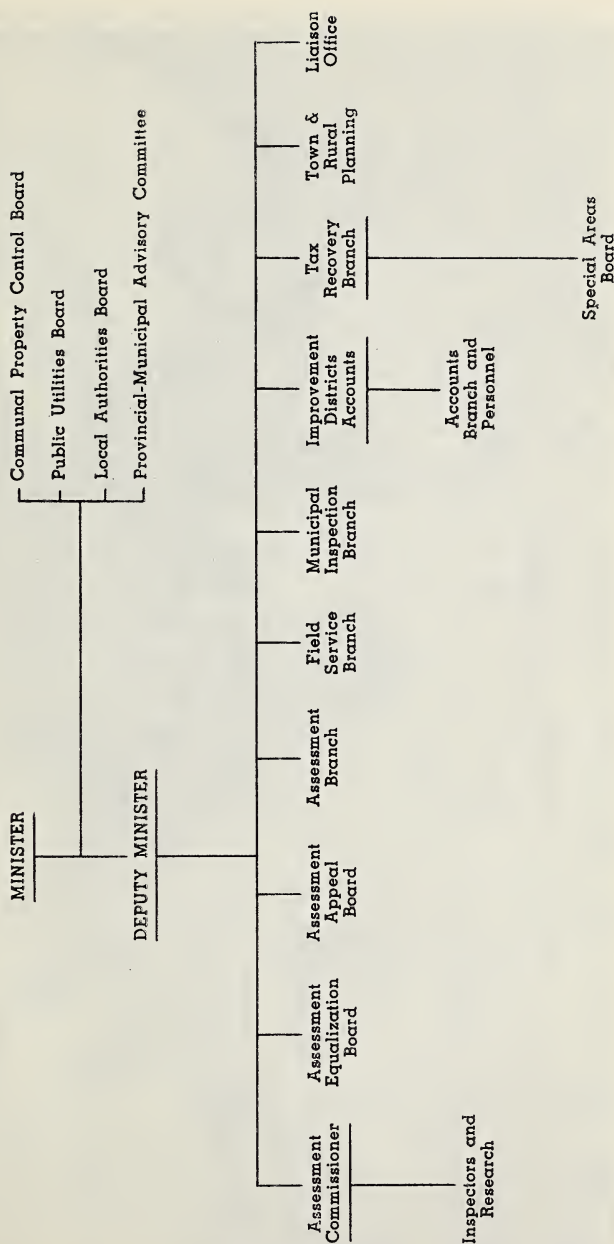 MINISTER
Communal Property Control Board
Public Utilities Board
Local Authorities Board
Provincial-Municipal Advisory Committee
DEPUTY MINISTER
Assessment
Commissioner
Assessment
Equalization
Board
Assessment
Appeal
Board
Assessment
Branch
Field
Service
Branch
Municipal
Inspection
Branch
Improvement
Districts
Accounts
Tax
Recovery
Branch
Town &
Rural
Planning
Liaison
Office
Inspectors and
Research
Accounts
Branch and
Personnel
Special Areas
Board